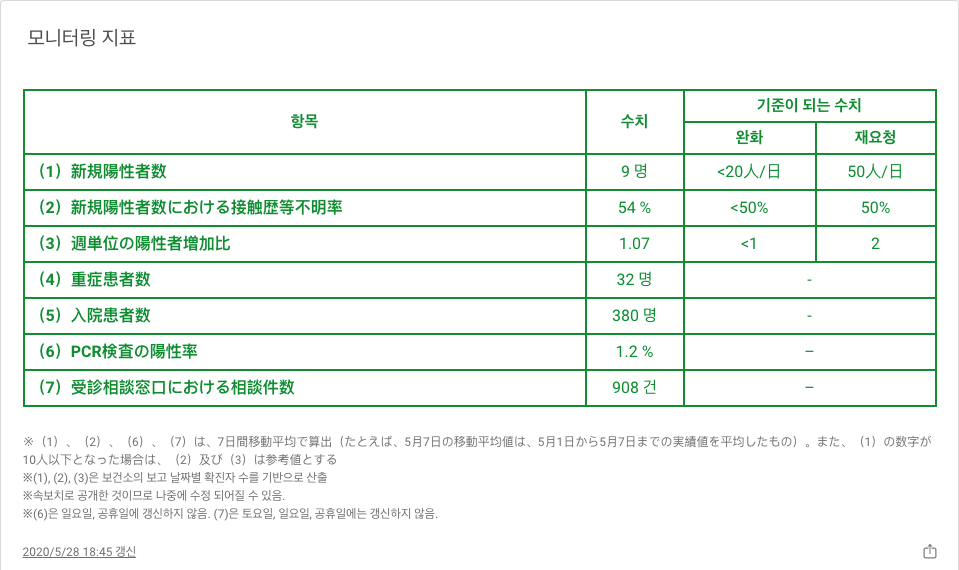 모니터링 지표
항목 수치 기준이 되는 수치
완화 재요청
（1）新規陽性者数 9 명 <20人/日 50人/日
（2）新規陽性者数における接触歴等不明率 54 % <50% 50%
（3）週単位の陽性者増加比 1.07 <1 2
（4）重症患者数 32 명 -
（5）入院患者数 380 명 -
（6）PCR検査の陽性率 1.2 % –
（7）受診相談窓口における相談件数 908 건 –
※（1）、（2）、（6）、（7）は、7日間移動平均で算出（たとえば、5月7日の移動平均値は、5月1日から5月7日までの実績値を平均したもの）。また、（1）の数字が
10人以下となった場合は、（2）及び（3）は参考値とする
※(1), (2), (3)은 보건소의 보고 날짜별 확진자 수를 기반으로 산출
※속보치로 공개한 것이므로 나중에 수정 되어질 수 있음.
※(6)은 일요일, 공휴일에 갱신하지 않음. (7)은 토요일, 일요일, 공휴일에는 갱신하지 않음.
2020/5/28 18:45 갱신